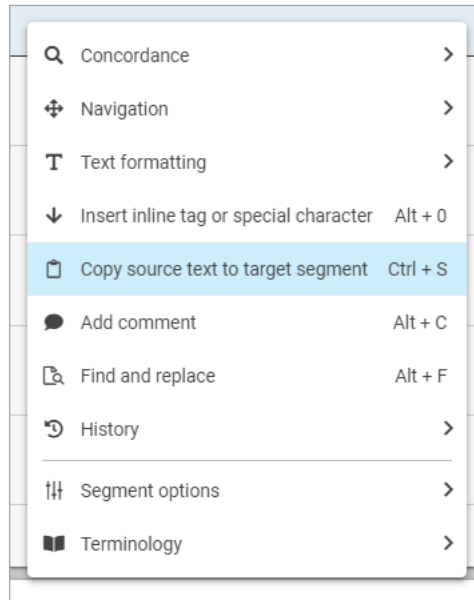 Concordance
Navigation
Text formatting
Insert inline tag or special character Alt + 0
Copy source text to target segment Ctrl + S
Add comment Alt + C
Find and replace Alt + F
History
Segment options
Terminology